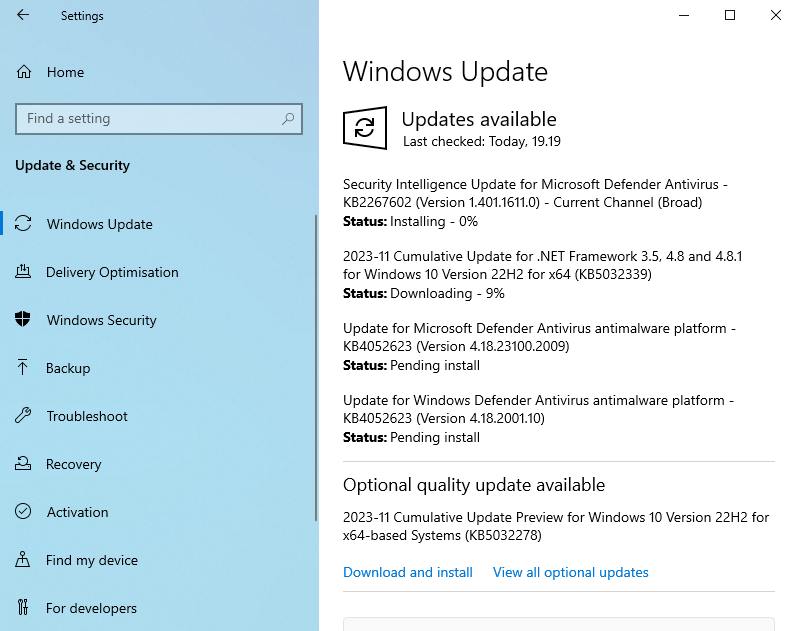 Settings
Home
Find a setting
Update & Security
Windows Update
Delivery Optimisation
Windows Security
Backup
Troubleshoot
Recovery
Activation
Find my device
For developers
Windows Update
Updates available
Last checked: Today, 19.19
Security Intelligence Update for Microsoft Defender Antivirus -
KB2267602 (Version 1.401.1611.0) - Current Channel (Broad)
Status: Installing - 0%
2023-11 Cumulative Update for .NET Framework 3.5, 4.8 and 4.8.1
for Windows 10 Version 22H2 for x64 (KB5032339)
Status: Downloading - 9%
Update for Microsoft Defender Antivirus antimalware platform -
KB4052623 (Version 4.18.23100.2009)
Status: Pending install
Update for Windows Defender Antivirus antimalware platform -
KB4052623 (Version 4.18.2001.10)
Status: Pending install
Optional quality update available
2023-11 Cumulative Update Preview for Windows 10 Version 22H2 for
x64-based Systems (KB5032278)
Download and install View all optional updates